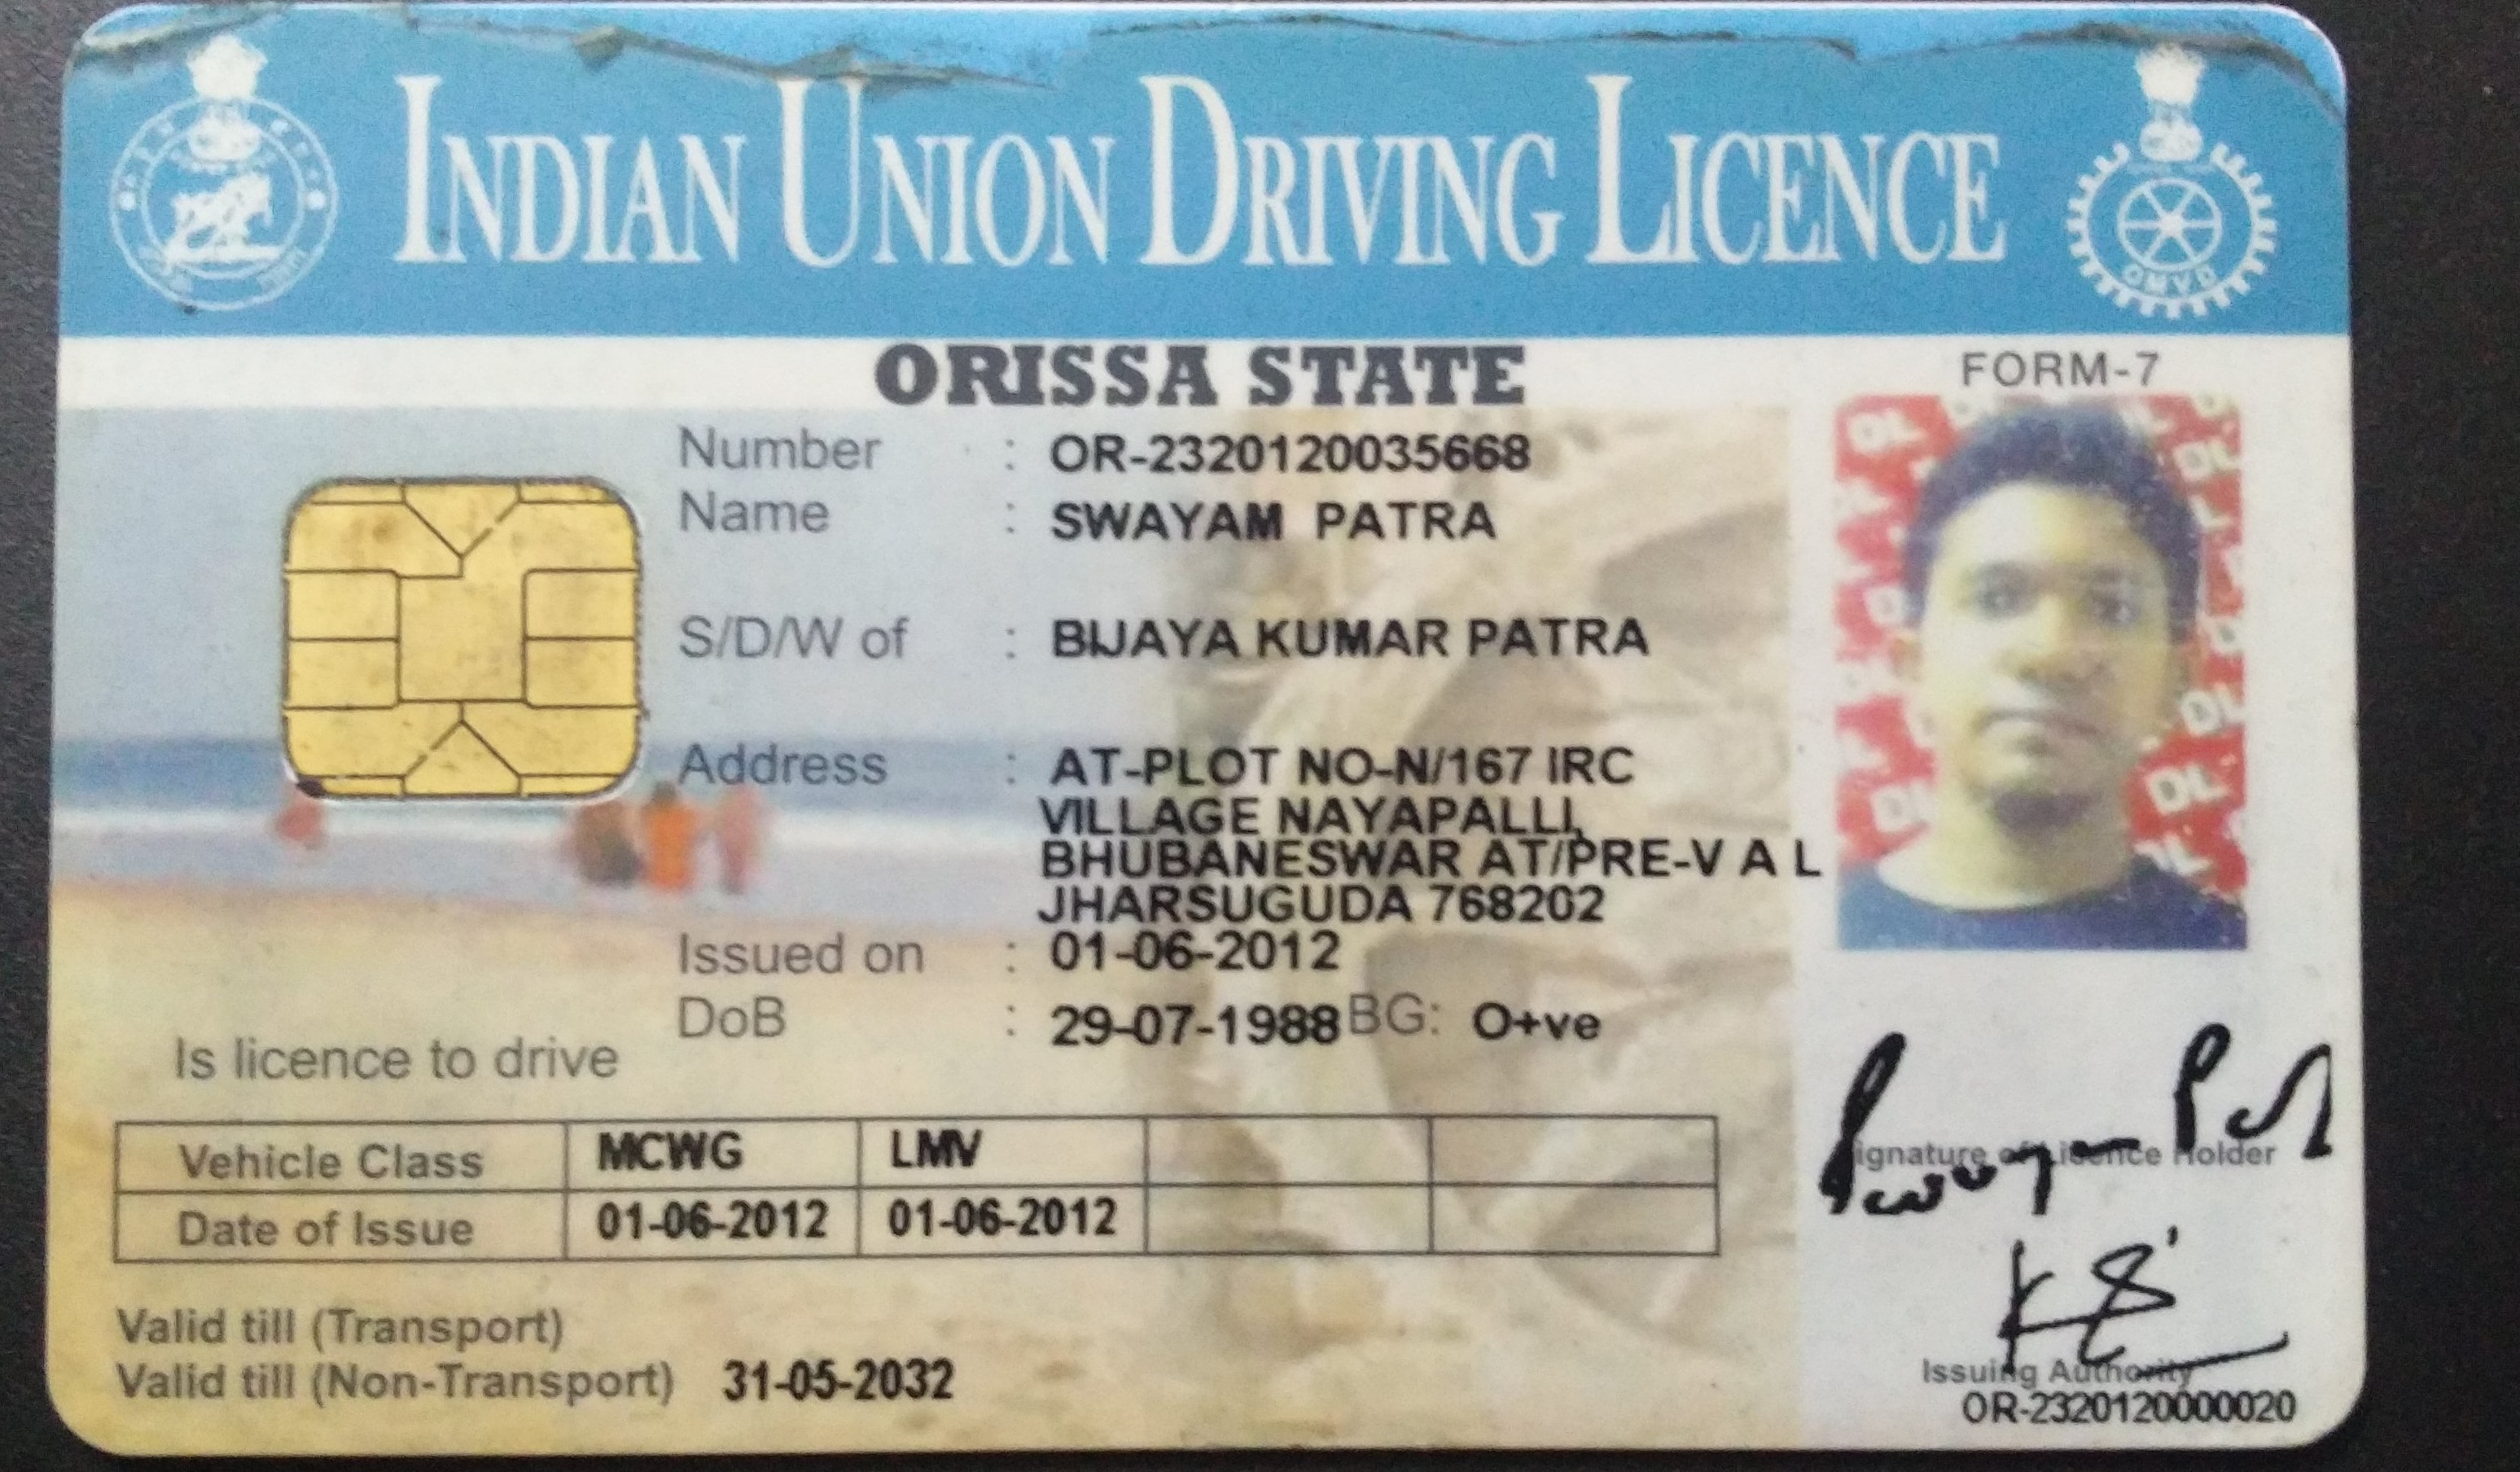 INDIAN UNION DRIVING LICENCE
OMVD
ORISSA STATE
FORM-7
Number : OR-2320120035668
Name : SWAYAM PATRA
S/D/W of : BIJAYA KUMAR PATRA
Address : AT-PLOT NO-N/167 IRC
VILLAGE NAYAPALLI,
BHUBANESWAR AT/PRE-V A L
JHARSUGUDA 768202
Issued on : 01-06-2012
DoB : 29-07-1988 BG: O+ve
Is licence to drive
Vehicle Class MCWG LMV
Date of Issue 01-06-2012 01-06-2012
Valid till (Transport)
Valid till (Non-Transport) 31-05-2032
ignature of Licence Holder
Issuing Authority
OR-2320120000020